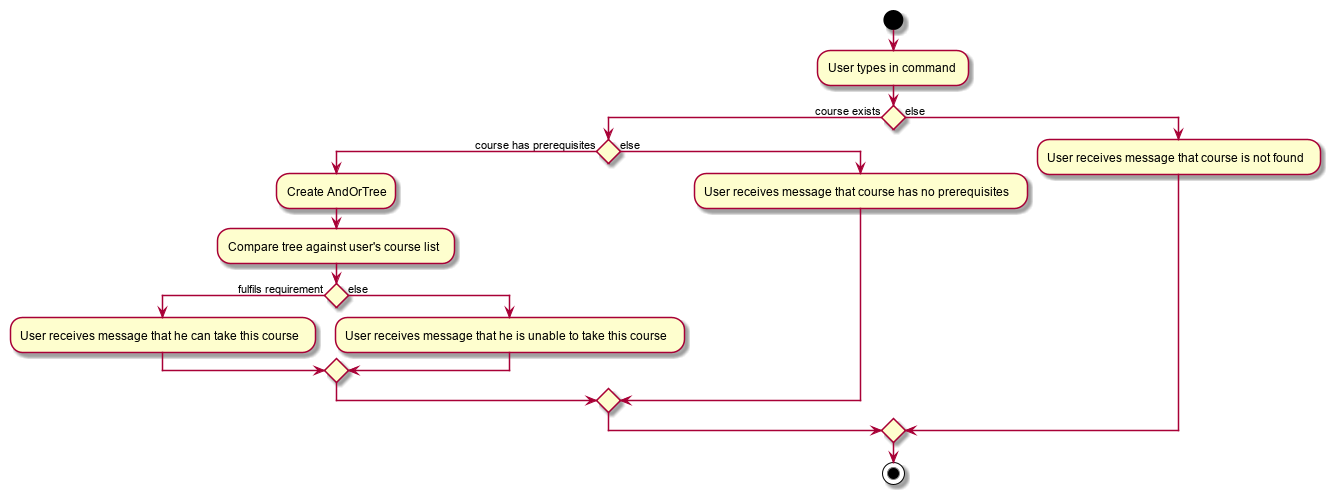 User types in command
course exists
else
course has prerequisites
else
User receives message that course is not found
Create AndOrTree
User receives message that course has no prerequisites
Compare tree against user's course list
fulfils requirement
else
User receives message that he can take this course
User receives message that he is unable to take this course